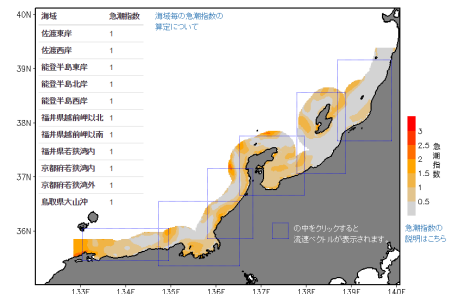 海域 急潮指数
佐渡東岸 1
佐渡西岸 1
能登半島東岸 1
能登半島北岸 1
能登半島西岸 1
福井県越前岬以北 1
福井県越前岬以南 1
福井県若狭湾内 1
京都府若狭湾内 1
京都府若狭湾外 1
鳥取県大山沖 1
海域毎の急潮指数の
算定について
40N
39N
38N
37N
36N
133E 134E 135E 136E 137E 138E 139E 140E
の中をクリックすると
流速ベクトルが表示されます。
3
2.5
2
1.5
1
0.5
急潮指数
急潮指数の
説明はこちら